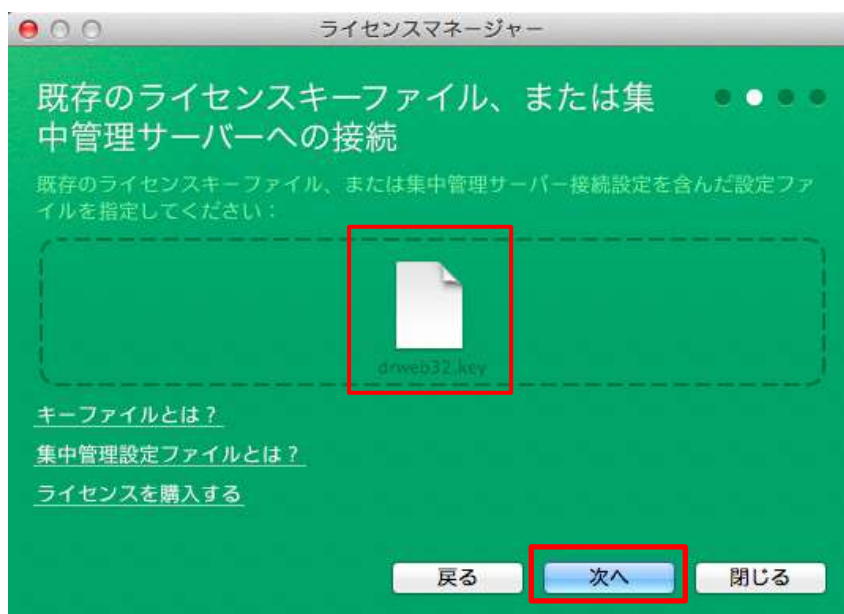 ライセンスマネージャー
既存のライセンスキーファイル、または集
中管理サーバーへの接続
既存のライセンスキーファイル、または集中管理サーバー接続設定を含んだ設定ファ
イルを指定してください：
drweb32.key
キーファイルとは？
集中管理設定ファイルとは？
ライセンスを購入する
戻る
次へ
閉じる